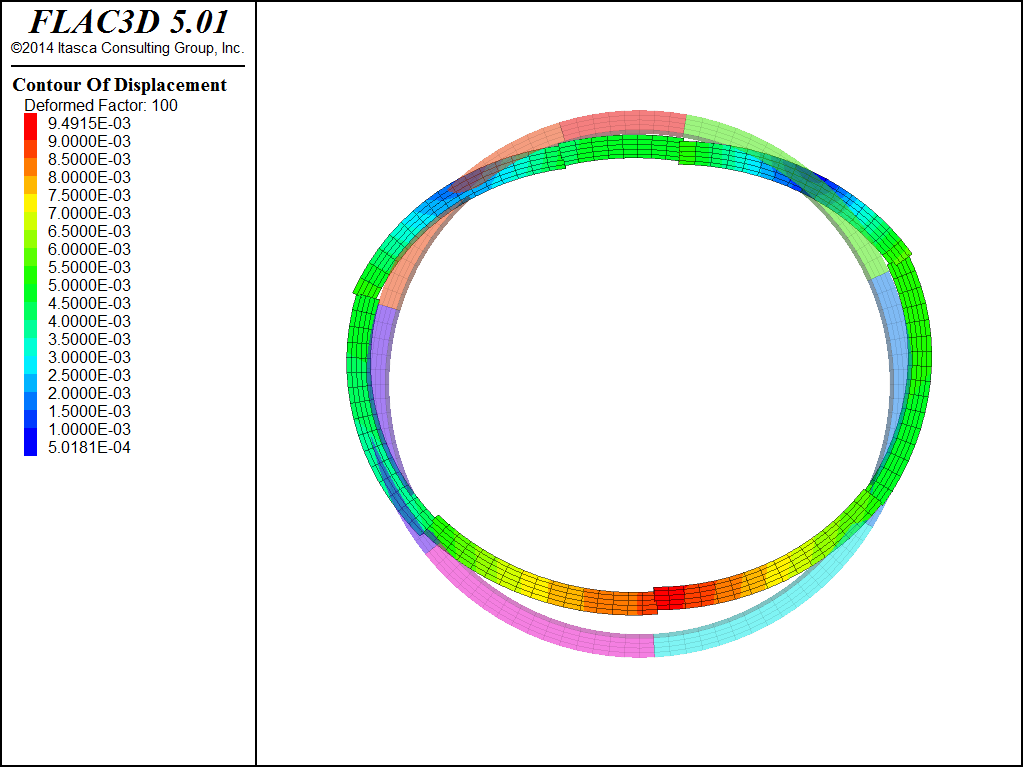 FLAC3D 5.01
©2014 Itasca Consulting Group, Inc.
Contour Of Displacement
Deformed Factor: 100
9.4915E-03
9.0000E-03
8.5000E-03
8.0000E-03
7.5000E-03
7.0000E-03
6.5000E-03
6.0000E-03
5.5000E-03
5.0000E-03
4.5000E-03
4.0000E-03
3.5000E-03
3.0000E-03
2.5000E-03
2.0000E-03
1.5000E-03
1.0000E-03
5.0181E-04